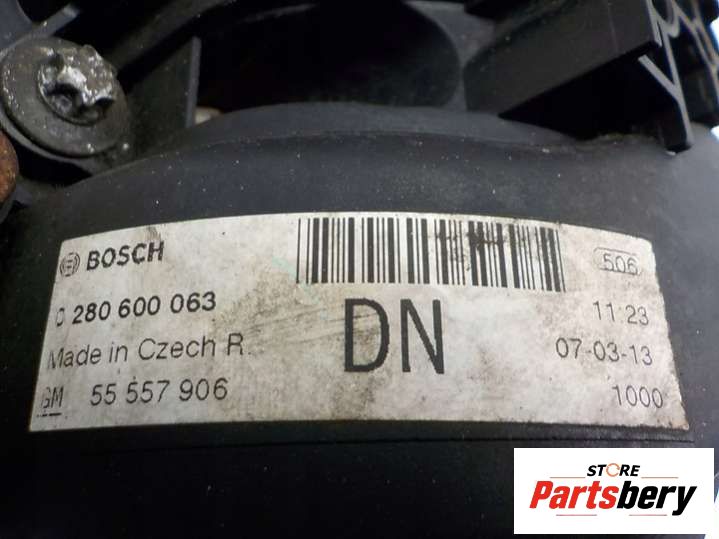 BOSCH
506
0 280 600 063
11:23
Made in Czech R.
DN
07-03-13
GM 55 557 906
1000
STORE
Partsbery